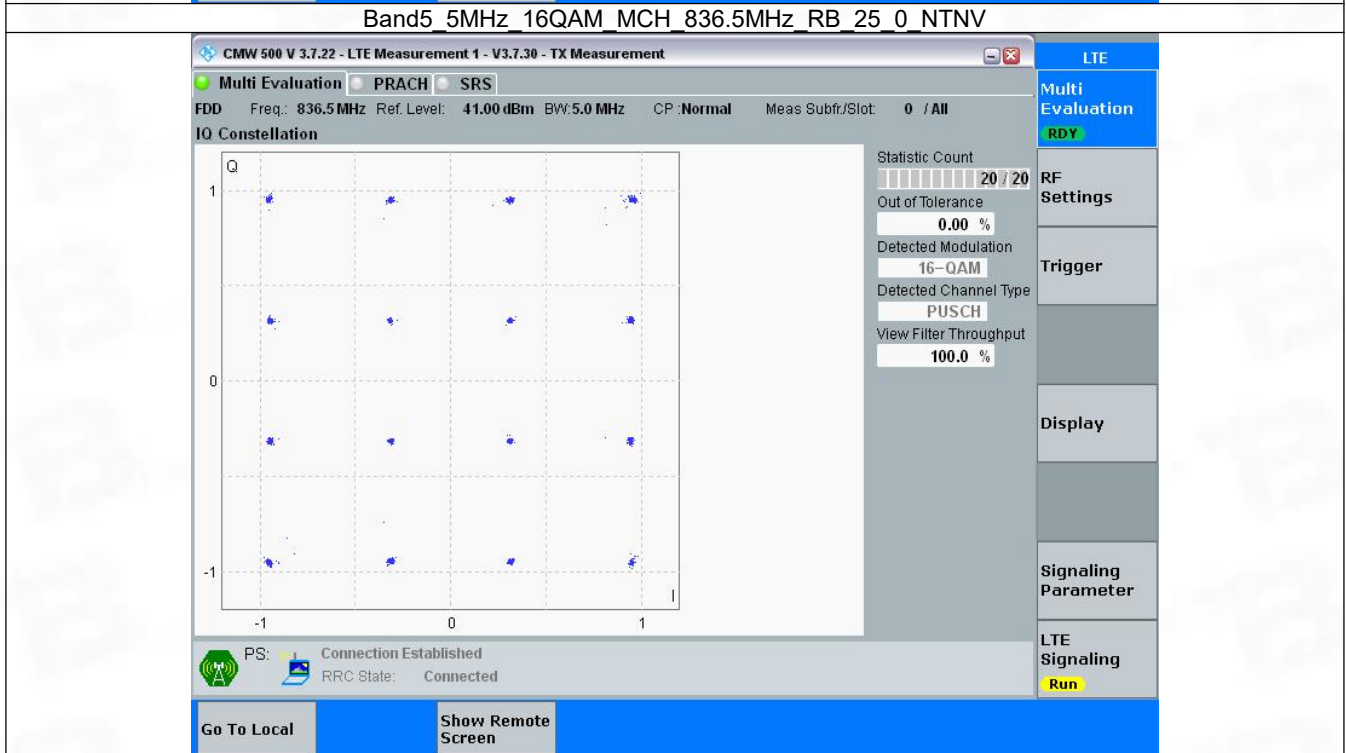 Band5_5MHz_16QAM_MCH_836.5MHz_RB_25_0_NTNV
CMW 500 V 3.7.22 - LTE Measurement 1 - V3.7.30 - TX Measurement
LTE
Multi Evaluation PRACH SRS
Multi
Evaluation
RDY
FDD Freq.: 836.5 MHz Ref. Level: 41.00 dBm BW:5.0 MHz CP :Normal Meas Subfr./Slot: 0 / All
IQ Constellation
Q
1
0
-1
-1 0 1
I
Statistic Count
20 / 20
Out of Tolerance
0.00 %
Detected Modulation
16-QAM
Detected Channel Type
PUSCH
View Filter Throughput
100.0 %
RF
Settings
Trigger
Display
Signaling
Parameter
LTE
Signaling
Run
PS: Connection Established
RRC State: Connected
Go To Local
Show Remote
Screen